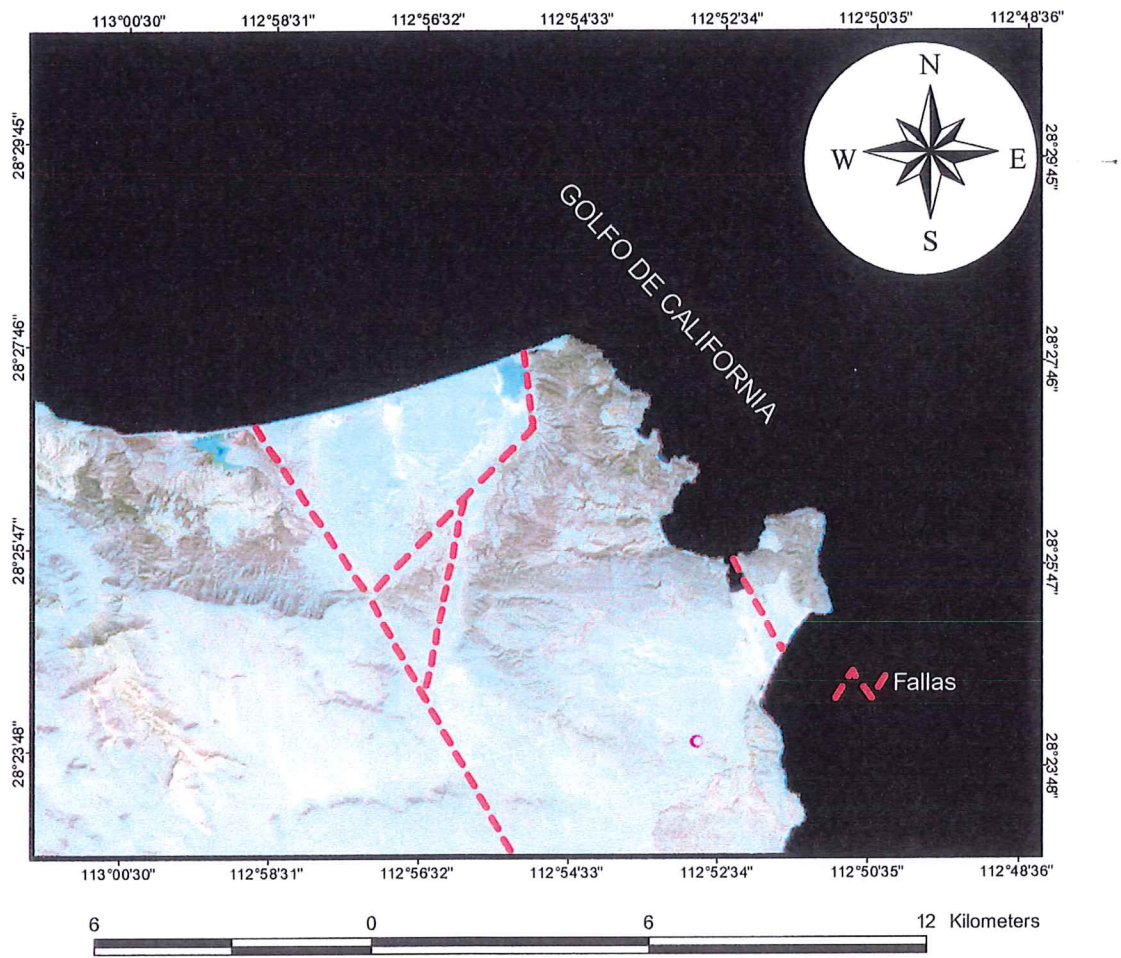 113°00'30" 112°58'31" 112°56'32" 112°54'33" 112°52'34" 112°50'35" 112°48'36"
N
W E
S
28°29'45" 28°29'45"
GOLFO DE CALIFORNIA
28°27'46" 28°27'46"
28°25'47" 28°25'47"
Fallas
28°23'48" 28°23'48"
113°00'30" 112°58'31" 112°56'32" 112°54'33" 112°52'34" 112°50'35" 112°48'36"
6 0 6 12 Kilometers